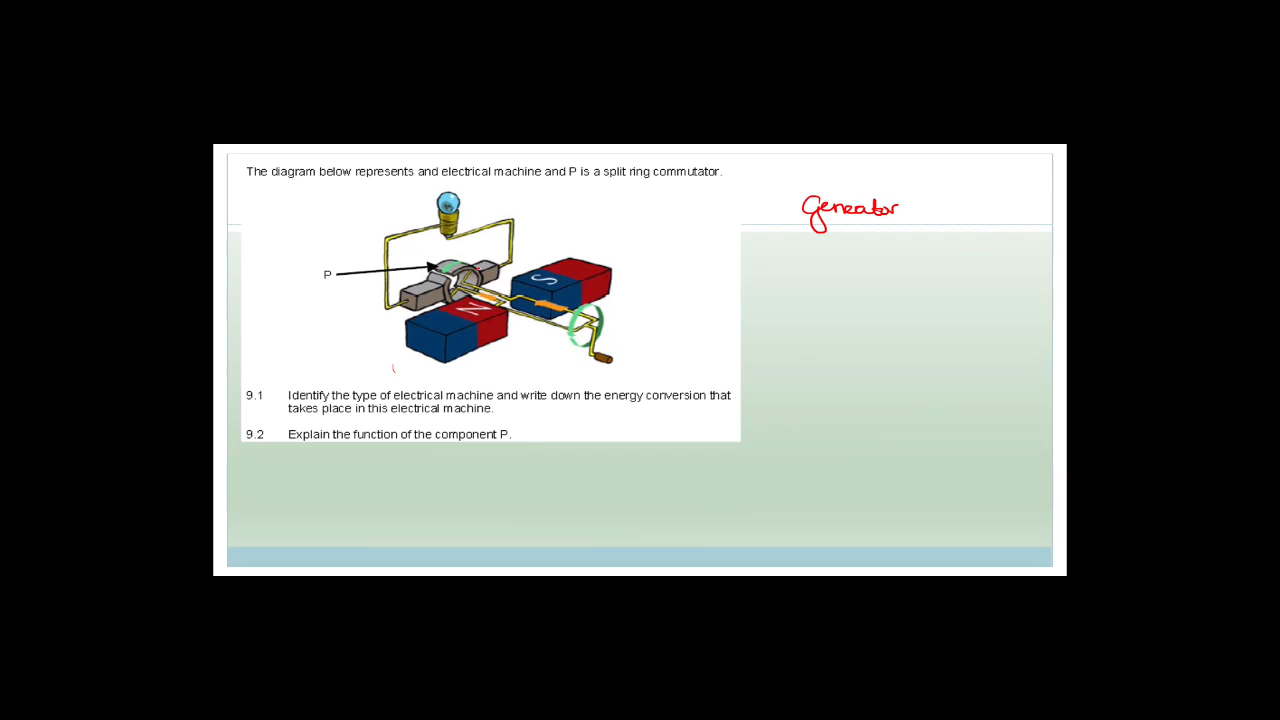 The diagram below represents and electrical machine and P is a split ring commutator.
Geneator
P
S
N
9.1 Identify the type of electrical machine and write down the energy conversion that
takes place in this electrical machine.
9.2 Explain the function of the component P.